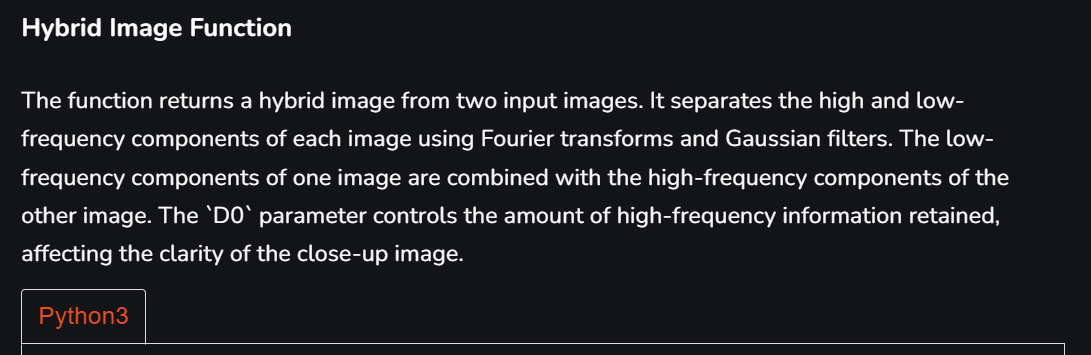 Hybrid Image Function
The function returns a hybrid image from two input images. It separates the high and low-
frequency components of each image using Fourier transforms and Gaussian filters. The low-
frequency components of one image are combined with the high-frequency components of the
other image. The `D0` parameter controls the amount of high-frequency information retained,
affecting the clarity of the close-up image.
Python3